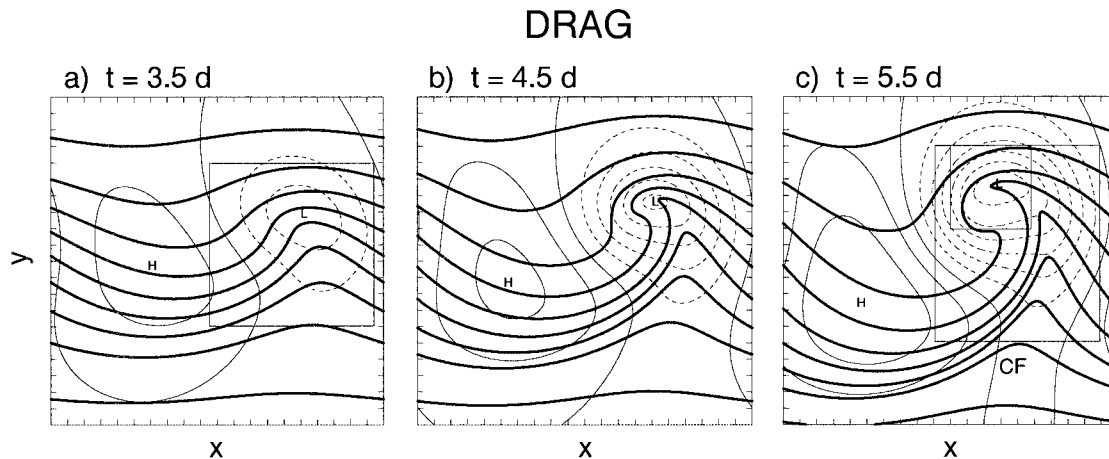 DRAG
a) t = 3.5 d
b) t = 4.5 d
c) t = 5.5 d
y
H
L
H
L
H
L
CF
x
x
x